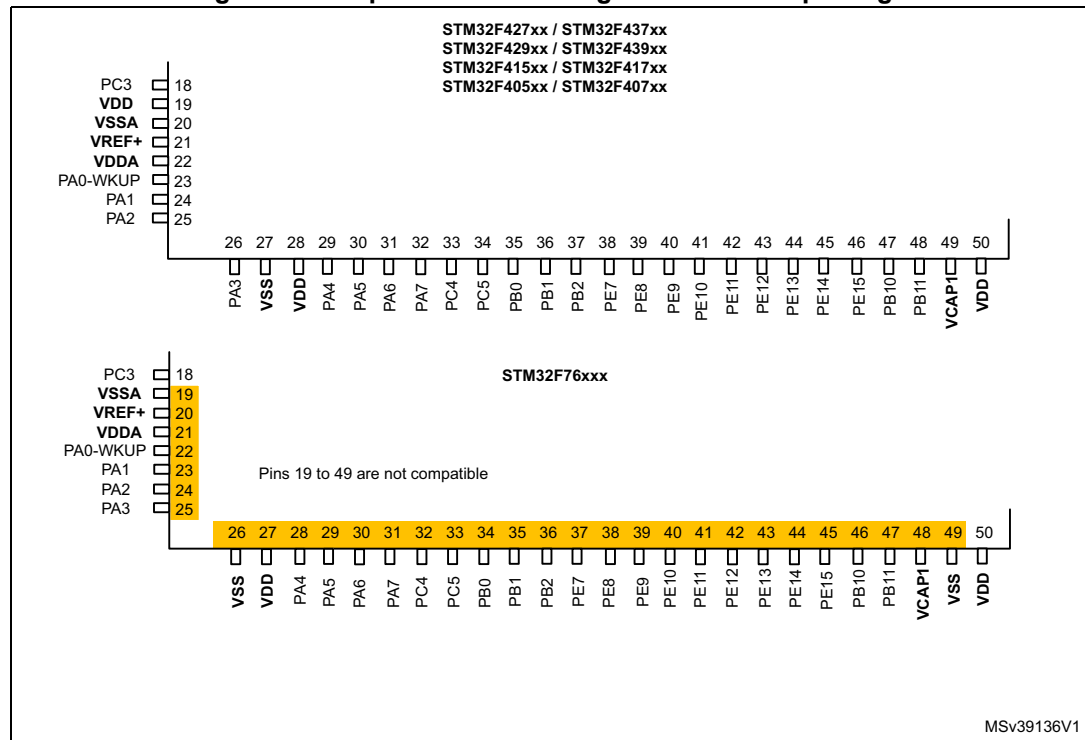 STM32F427xx / STM32F437xx
STM32F429xx / STM32F439xx
STM32F415xx / STM32F417xx
STM32F405xx / STM32F407xx
PC3 18
VDD 19
VSSA 20
VREF+ 21
VDDA 22
PA0-WKUP 23
PA1 24
PA2 25
26 27 28 29 30 31 32 33 34 35 36 37 38 39 40 41 42 43 44 45 46 47 48 49 50
PA3 VSS VDD PA4 PA5 PA6 PA7 PC4 PC5 PB0 PB1 PB2 PE7 PE8 PE9 PE10 PE11 PE12 PE13 PE14 PE15 PB10 PB11 VCAP1 VDD
STM32F76xxx
PC3 18
VSSA 19
VREF+ 20
VDDA 21
PA0-WKUP 22
PA1 23
PA2 24
PA3 25
Pins 19 to 49 are not compatible
26 27 28 29 30 31 32 33 34 35 36 37 38 39 40 41 42 43 44 45 46 47 48 49 50
VSS VDD PA4 PA5 PA6 PA7 PC4 PC5 PB0 PB1 PB2 PE7 PE8 PE9 PE10 PE11 PE12 PE13 PE14 PE15 PB10 PB11 VCAP1 VSS VDD
MSv39136V1